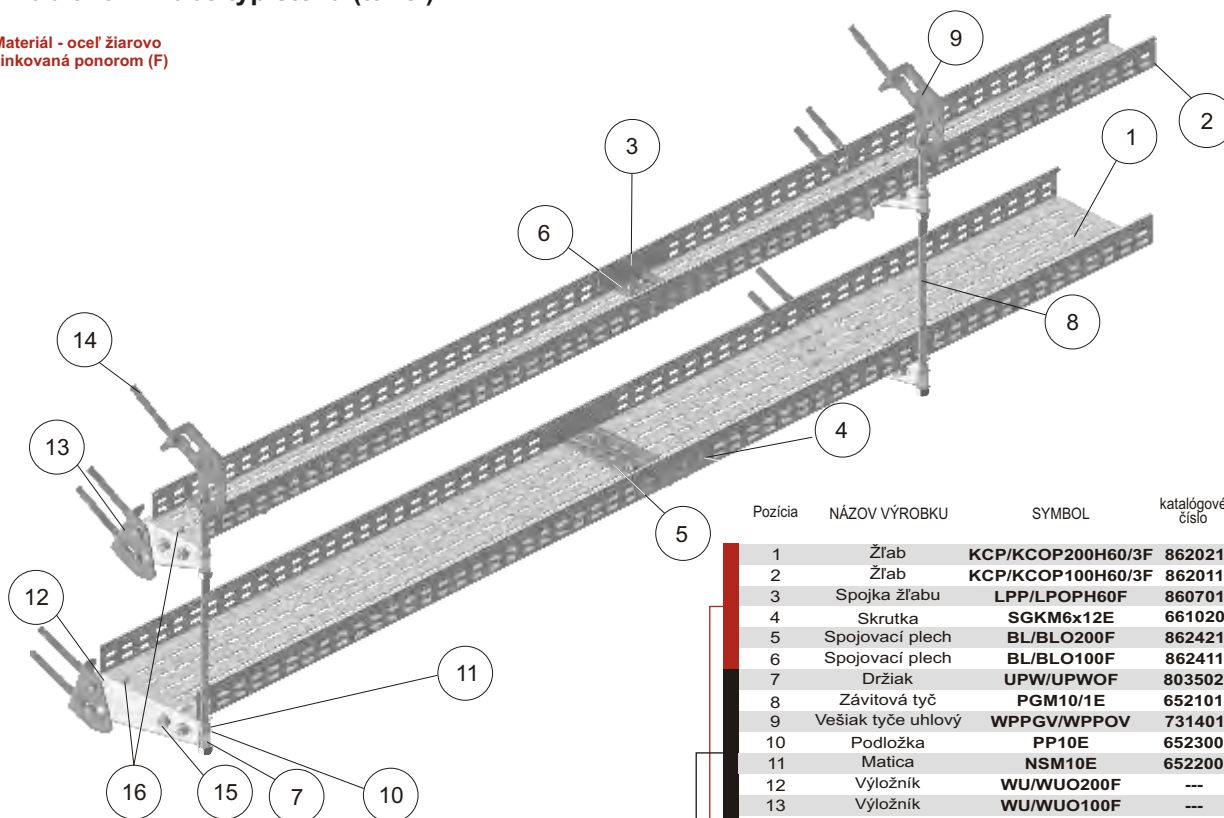 Materiál - oceľ žiarovo
zinkovaná ponorom (F)
9
2
1
3
6
8
14
4
13
5
12
11
16
15
7
10
Pozícia NÁZOV VÝROBKU SYMBOL katalógové číslo
1 Žľab KCP/KCOP200H60/3F 862021
2 Žľab KCP/KCOP100H60/3F 862011
3 Spojka žľabu LPP/LPOPH60F 860701
4 Skrutka SGKM6x12E 661020
5 Spojovací plech BL/BLO200F 862421
6 Spojovací plech BL/BLO100F 862411
7 Držiak UPW/UPWOF 803502
8 Závitová tyč PGM10/1E 652101
9 Vešiak tyče uhlový WPPGV/WPPOV 731401
10 Podložka PP10E 652300
11 Matica NSM10E 652200
12 Výložník WU/WUO200F ---
13 Výložník WU/WUO100F ---